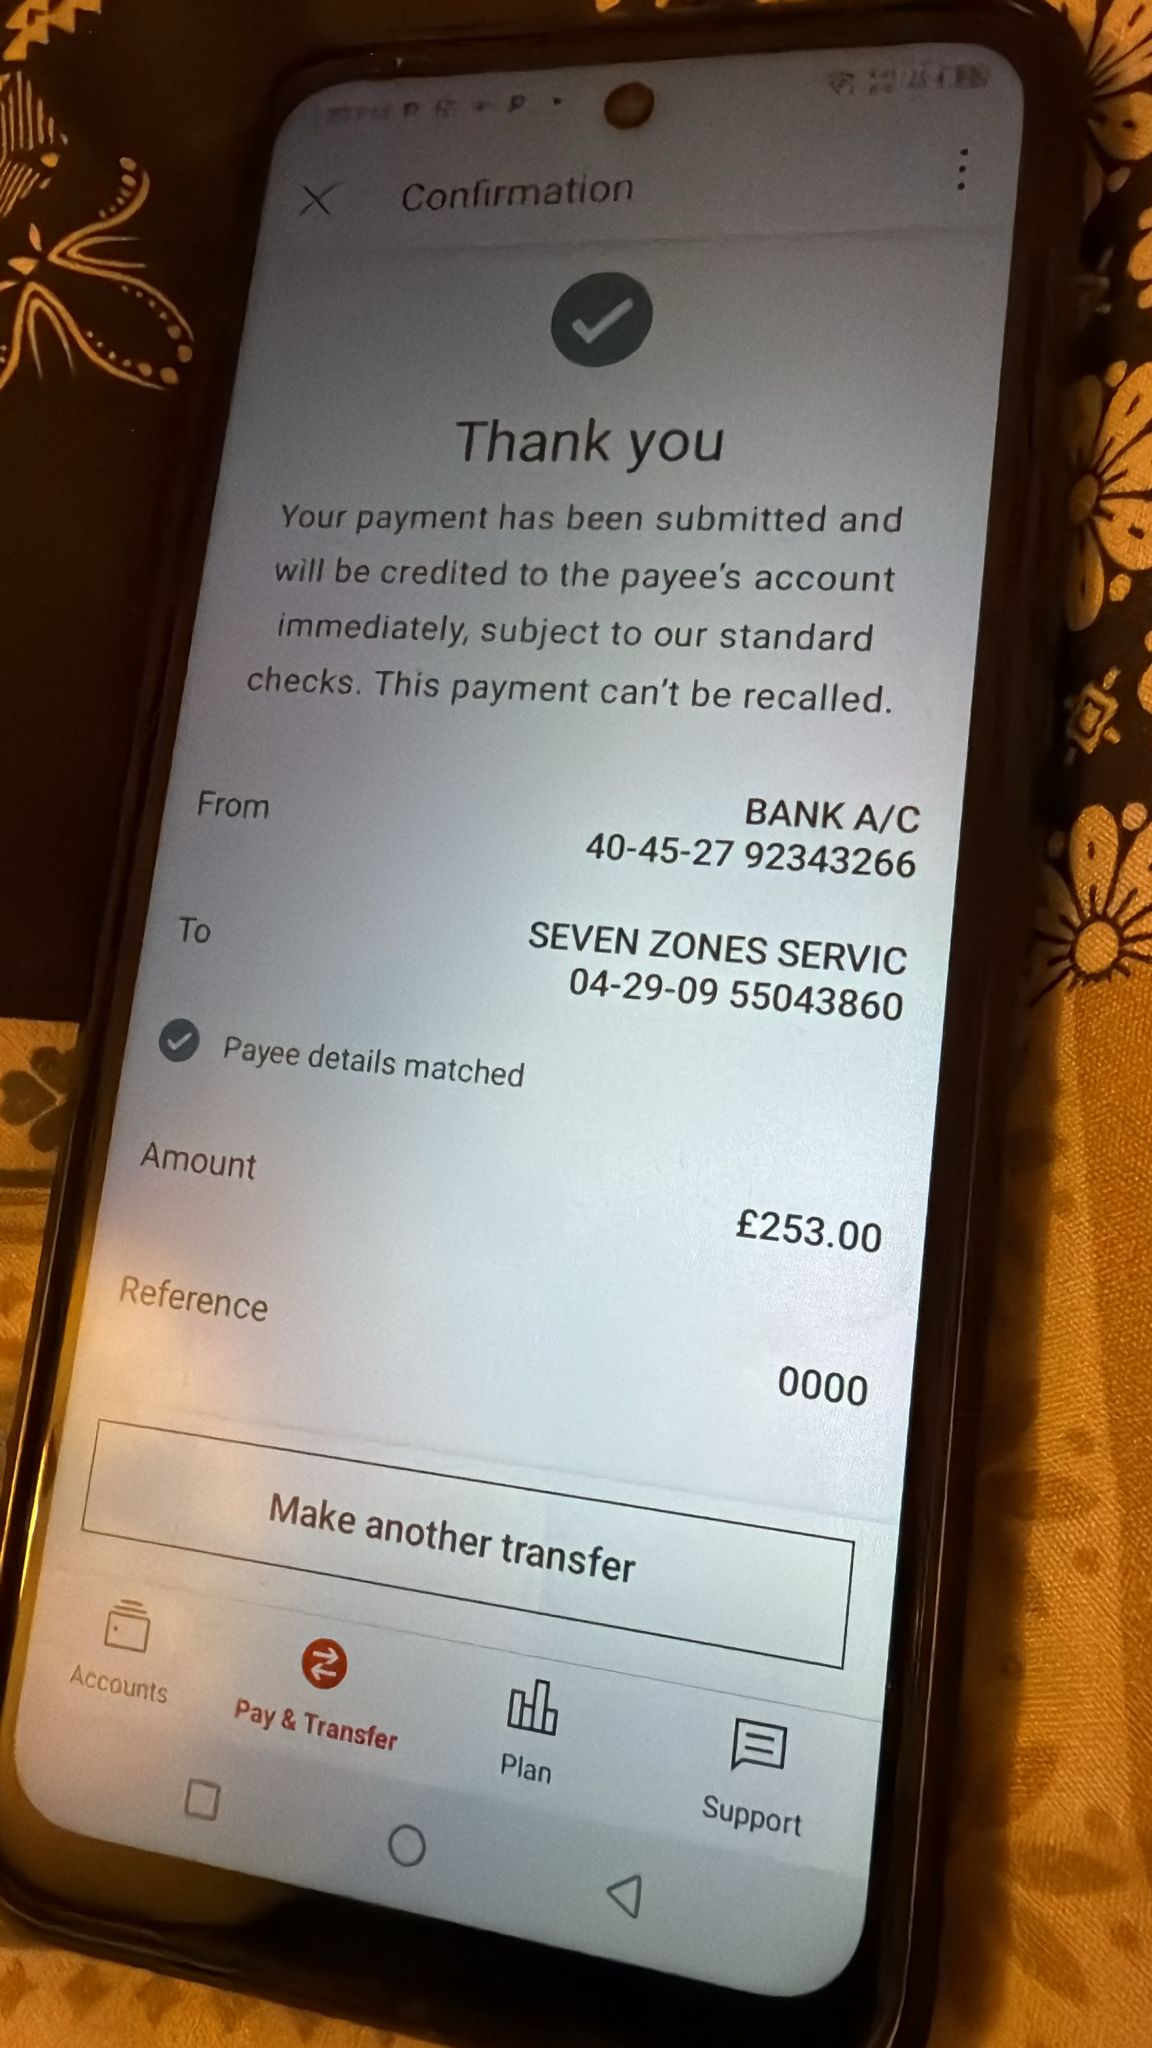 Confirmation
Thank you
Your payment has been submitted and
will be credited to the payee's account
immediately, subject to our standard
checks. This payment can't be recalled.
From
BANK A/C
40-45-27 92343266
To
SEVEN ZONES SERVIC
04-29-09 55043860
Payee details matched
Amount
£253.00
Reference
0000
Make another transfer
Accounts
Pay & Transfer
Plan
Support